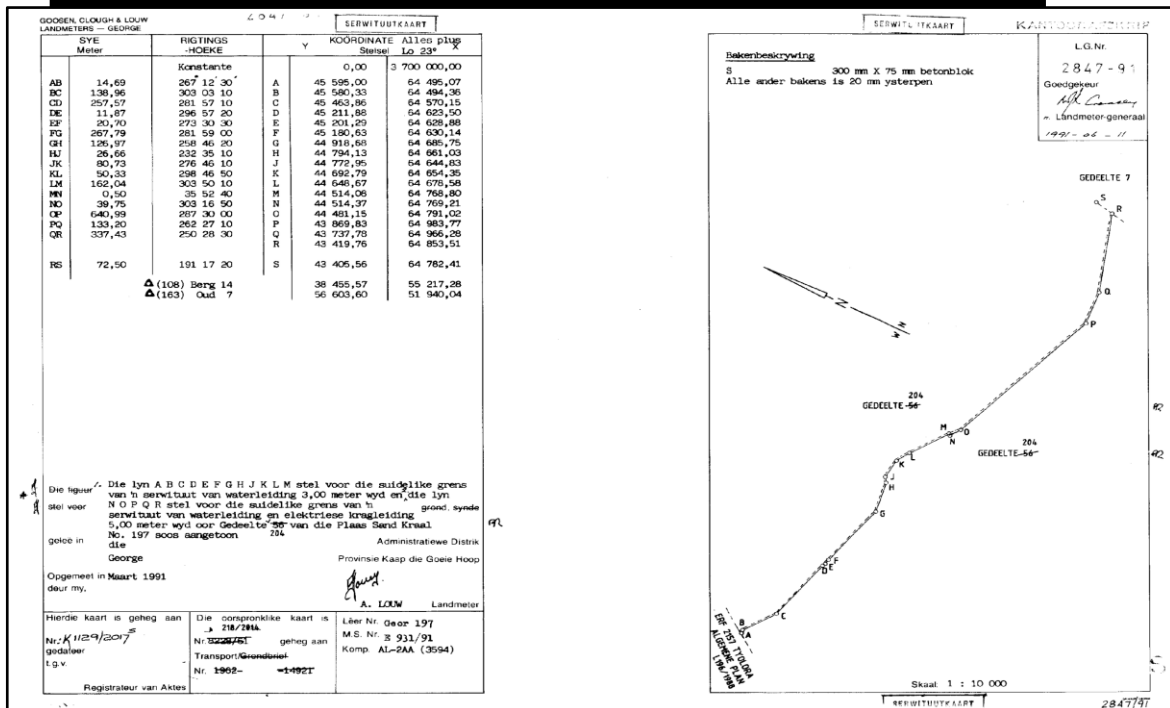 GOOSEN, CLOUGH & LOUW
LANDMETERS — GEORGE
SERWITUUTKAART
SYE Meter RIGTINGS -HOEKE Y KOÖRDINATE Alles plus Stelsel Lo 23° X
Konstante 0,00 3 700 000,00
AB 14,69 267° 12' 30" A 45 595,00 64 495,07
BC 138,96 303 03 10 B 45 580,33 64 494,36
CD 257,57 281 57 10 C 45 463,86 64 570,15
DE 11,87 296 57 20 D 45 211,88 64 623,50
EF 20,70 273 30 30 E 45 201,29 64 628,88
FG 267,79 281 59 00 F 45 180,63 64 630,14
GH 126,97 258 46 20 G 44 918,68 64 685,75
HJ 26,66 232 35 10 H 44 794,13 64 661,03
JK 80,73 276 46 10 J 44 772,95 64 644,83
KL 50,33 298 46 50 K 44 692,79 64 654,35
LM 162,04 303 50 10 L 44 648,67 64 678,58
MN 0,50 35 52 40 M 44 514,08 64 768,80
NO 39,75 303 16 50 N 44 514,37 64 769,21
OP 640,99 287 30 00 O 44 481,15 64 791,02
PQ 133,20 262 27 10 P 43 869,83 64 983,77
QR 337,43 250 28 30 Q 43 737,78 64 966,28
R 43 419,76 64 853,51
RS 72,50 191 17 20 S 43 405,56 64 782,41
△(108) Berg 14 38 455,57 55 217,28
△(163) Oud 7 56 603,60 51 940,04
Die figuur Die lyn A B C D E F G H J K L M stel voor die suidelike grens
van 'n serwituut van waterleiding 3,00 meter wyd en die lyn
stel voor N O P Q R stel voor die suidelike grens van 'n grond, synde
serwituut van waterleiding en elektriese kragleiding
5,00 meter wyd oor Gedeelte 56 van die Plaas Sand Kraal
No. 197 soos aangetoon 204
geleë in die Administratiewe Distrik
George Provinsie Kaap die Goeie Hoop
Opgemeet in Maart 1991
deur my,
A. LOUW Landmeter
Hierdie kaart is geheg aan
Nr. K1129/2017 S
gedateer
t.g.v.
Registrateur van Aktes
Die oorspronklike kaart is
218/2014
Nr. 8228/61 geheg aan
Transport/Grondbrief
Nr. 1962- -14921
Lêer Nr. Geor 197
M.S. Nr. E 931/91
Komp. AL-2AA (3594)
SERWITUUTKAART
Bakenbeskrywing
S 300 mm X 75 mm betonblok
Alle ander bakens is 20 mm ysterpen
L.G.Nr.
2847-91
Goedgekeur
n. Landmeter-generaal
1991-06-11
GEDEELTE 7
S
R
Q
P
N
W N
204
GEDEELTE 56
M
O
N
204
GEDEELTE 56
L
K
J
H
G
F
E
D
C
B
A
ERF 2157 TYOLORA
ALGEMENE PLAN
L196/1988
Skaal 1 : 10 000
SERWITUUTKAART
2847/91